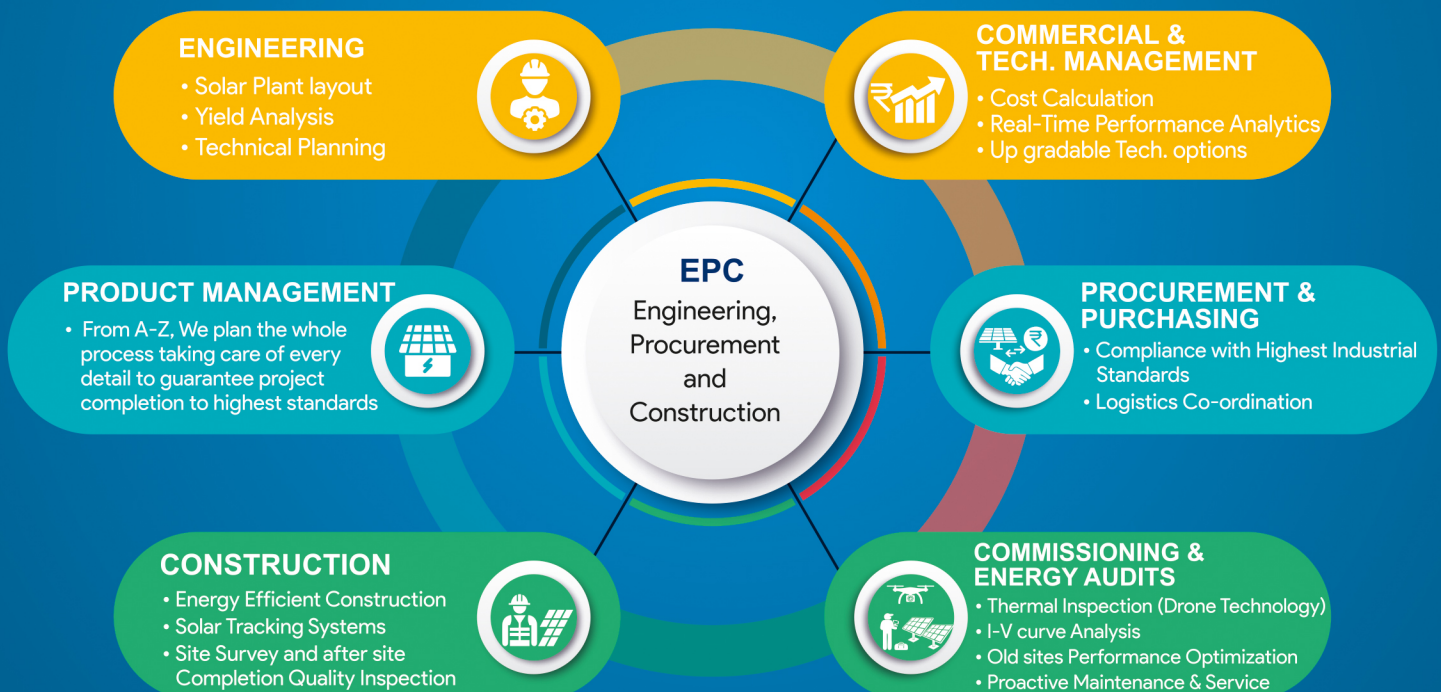 ENGINEERING
• Solar Plant layout
• Yield Analysis
• Technical Planning
COMMERCIAL &
TECH. MANAGEMENT
• Cost Calculation
• Real-Time Performance Analytics
• Up gradable Tech. options
PRODUCT MANAGEMENT
• From A-Z, We plan the whole
process taking care of every
detail to guarantee project
completion to highest standards
EPC
Engineering,
Procurement
and
Construction
PROCUREMENT &
PURCHASING
• Compliance with Highest Industrial
Standards
• Logistics Co-ordination
CONSTRUCTION
• Energy Efficient Construction
• Solar Tracking Systems
• Site Survey and after site
Completion Quality Inspection
COMMISSIONING &
ENERGY AUDITS
• Thermal Inspection (Drone Technology)
• I-V curve Analysis
• Old sites Performance Optimization
• Proactive Maintenance & Service